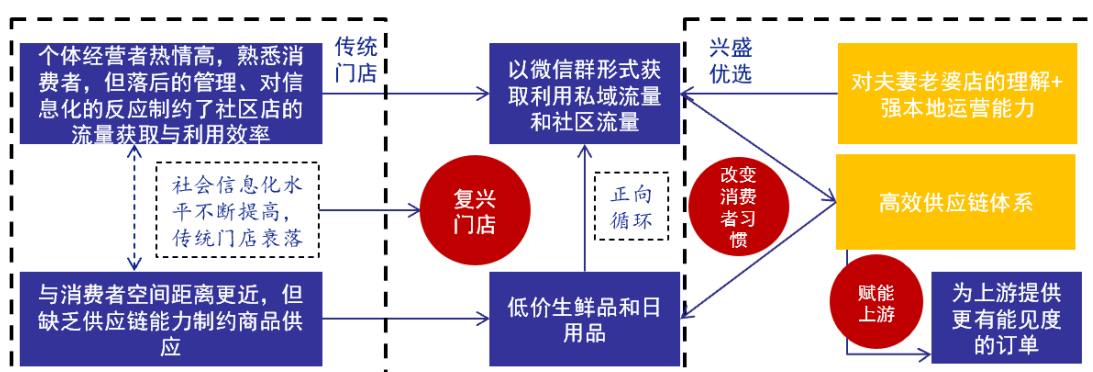 个体经营者热情高，熟悉消
费者，但落后的管理、对信
息化的反应制约了社区店的
流量获取与利用效率
传统
门店
以微信群形式获
取利用私域流量
和社区流量
兴盛
优选
对夫妻老婆店的理解+
强本地运营能力
社会信息化水
平不断提高，
传统门店衰落
复兴
门店
正向
循环
改变
消费
者习
惯
高效供应链体系
与消费者空间距离更近，但
缺乏供应链能力制约商品供
应
低价生鲜品和日
用品
赋能
上游
为上游提供
更有能见度
的订单